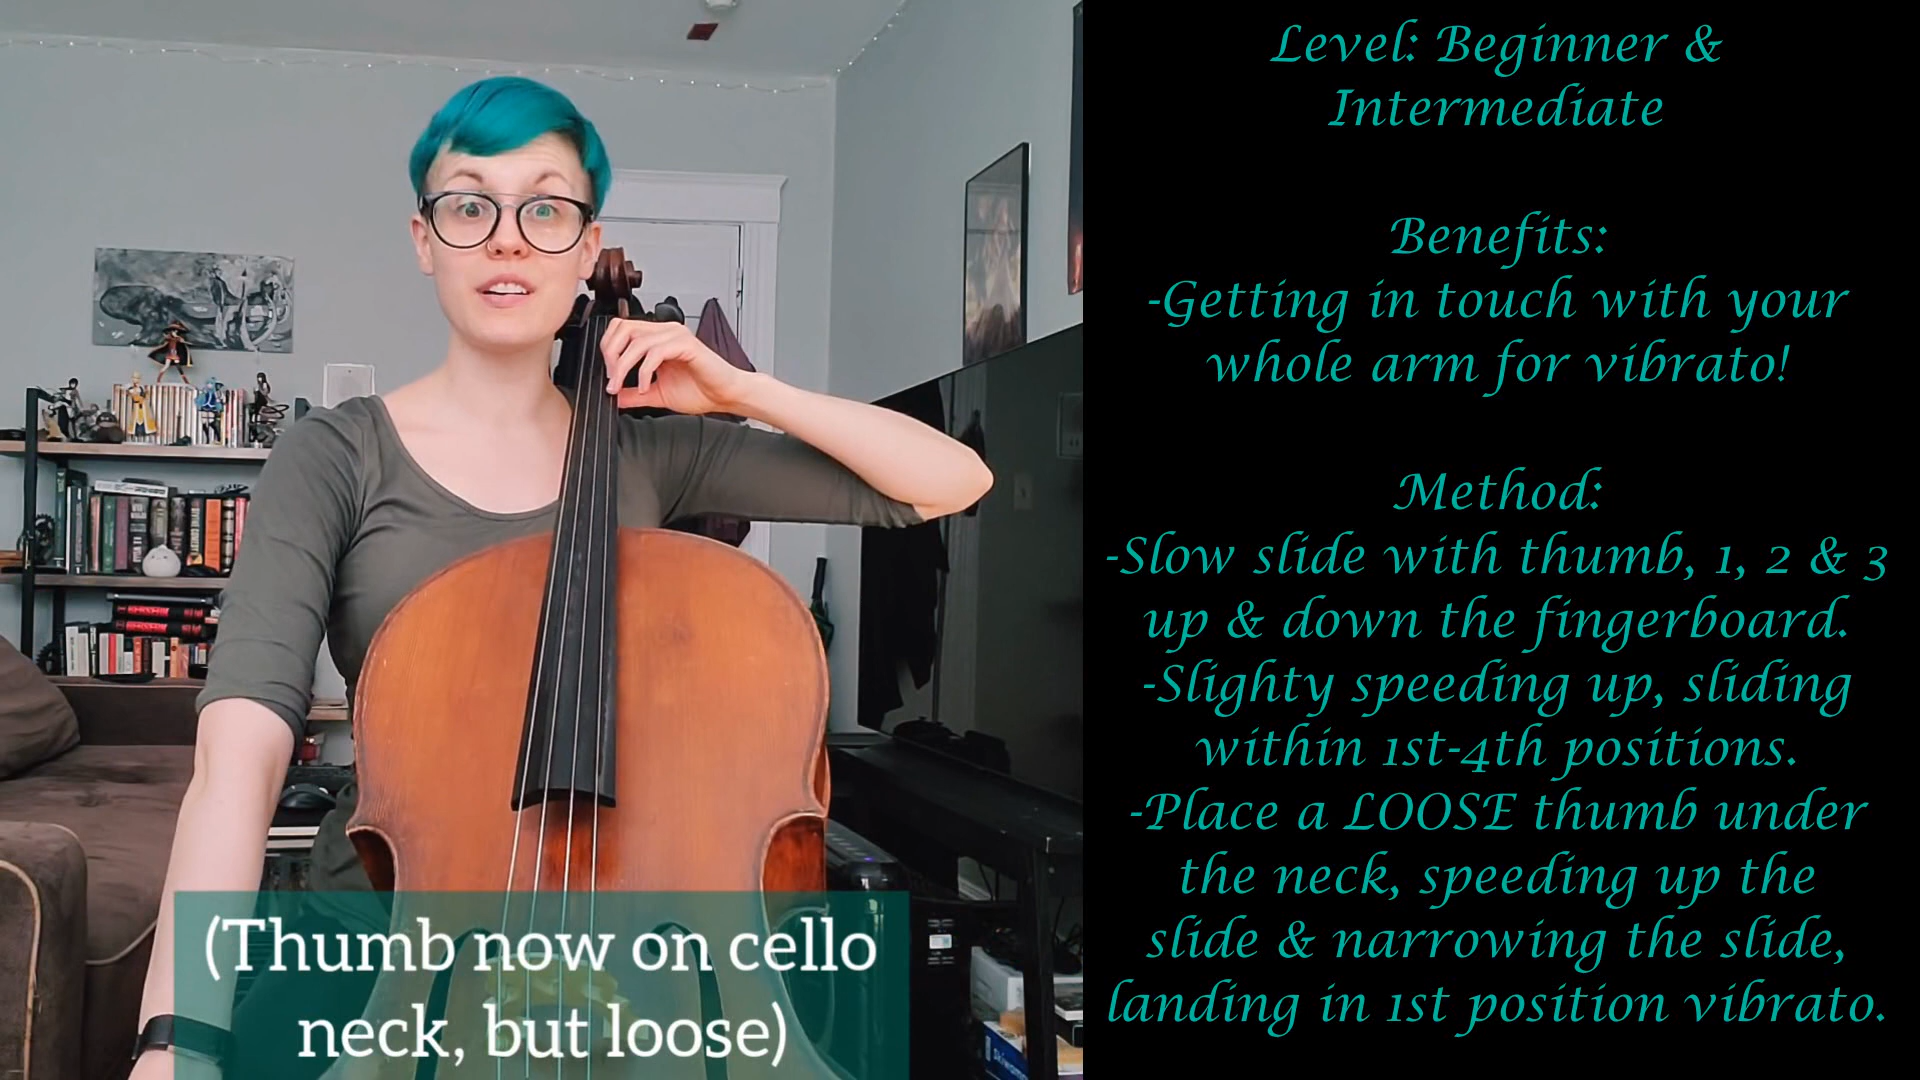 Level: Beginner &
Intermediate
Benefits:
-Getting in touch with your
whole arm for vibrato!
Method:
-Slow slide with thumb, 1, 2 & 3
up & down the fingerboard.
-Slighty speeding up, sliding
within 1st-4th positions.
-Place a LOOSE thumb under
the neck, speeding up the
slide & narrowing the slide,
landing in 1st position vibrato.
(Thumb now on cello
neck, but loose)